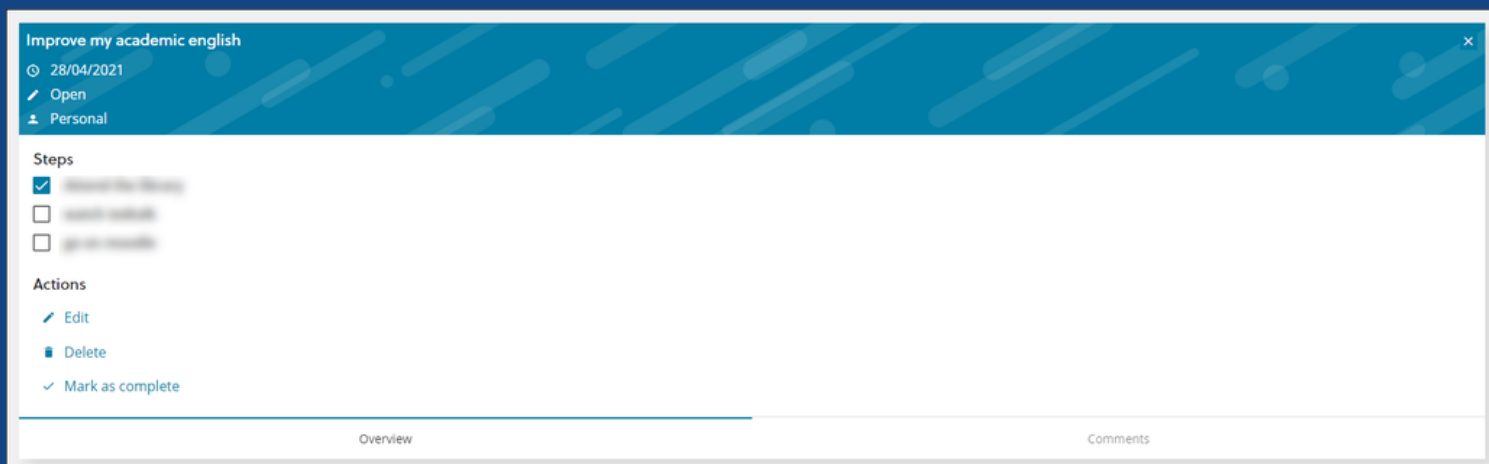 Improve my academic english
28/04/2021
Open
Personal
Steps
Actions
Edit
Delete
Mark as complete
Overview
Comments